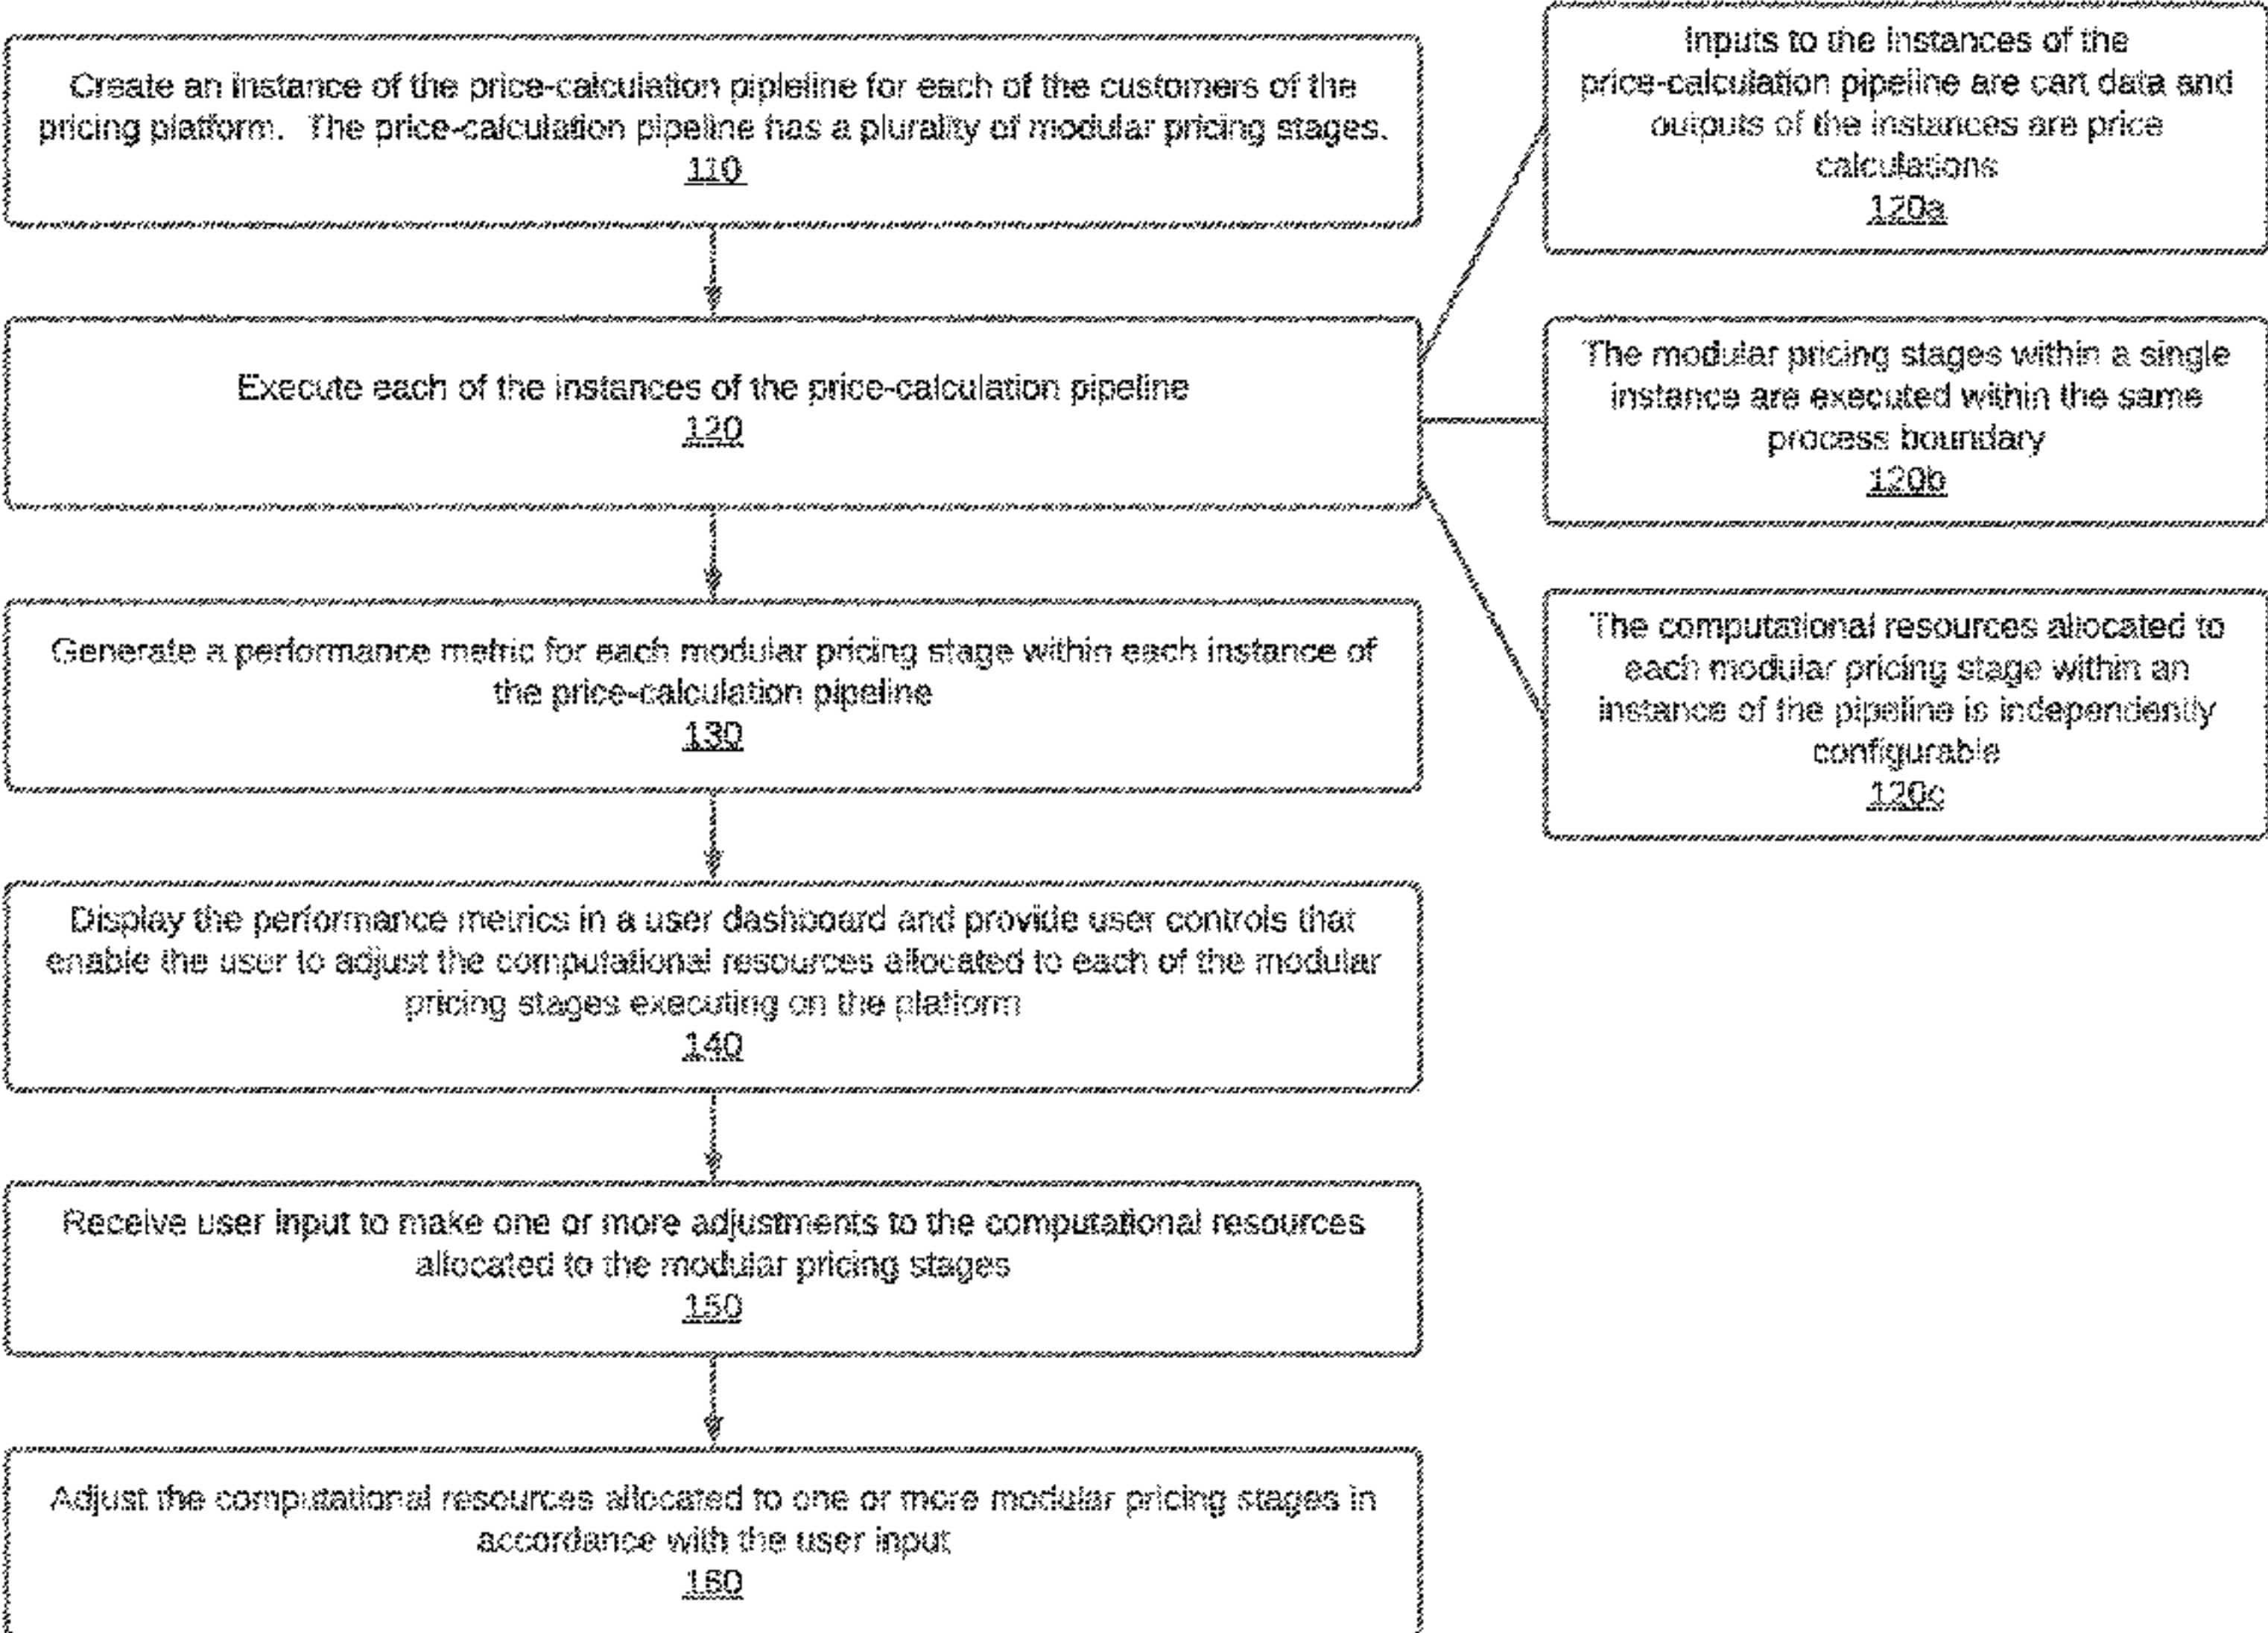 Create an instance of the price-calculation pipleline for each of the customers of the
pricing platform. The price-calculation pipeline has a plurality of modular pricing stages.
110
Execute each of the instances of the price-calculation pipeline
120
Inputs to the instances of the
price-calculation pipeline are cart data and
outputs of the instances are price
calculations
120a
The modular pricing stages within a single
instance are executed within the same
process boundary
120b
The computational resources allocated to
each modular pricing stage within an
instance of the pipeline is independently
configurable
120c
Generate a performance metric for each modular pricing stage within each instance of
the price-calculation pipeline
130
Display the performance metrics in a user dashboard and provide user controls that
enable the user to adjust the computational resources allocated to each of the modular
pricing stages executing on the platform
140
Receive user input to make one or more adjustments to the computational resources
allocated to the modular pricing stages
150
Adjust the computational resources allocated to one or more modular pricing stages in
accordance with the user input
160